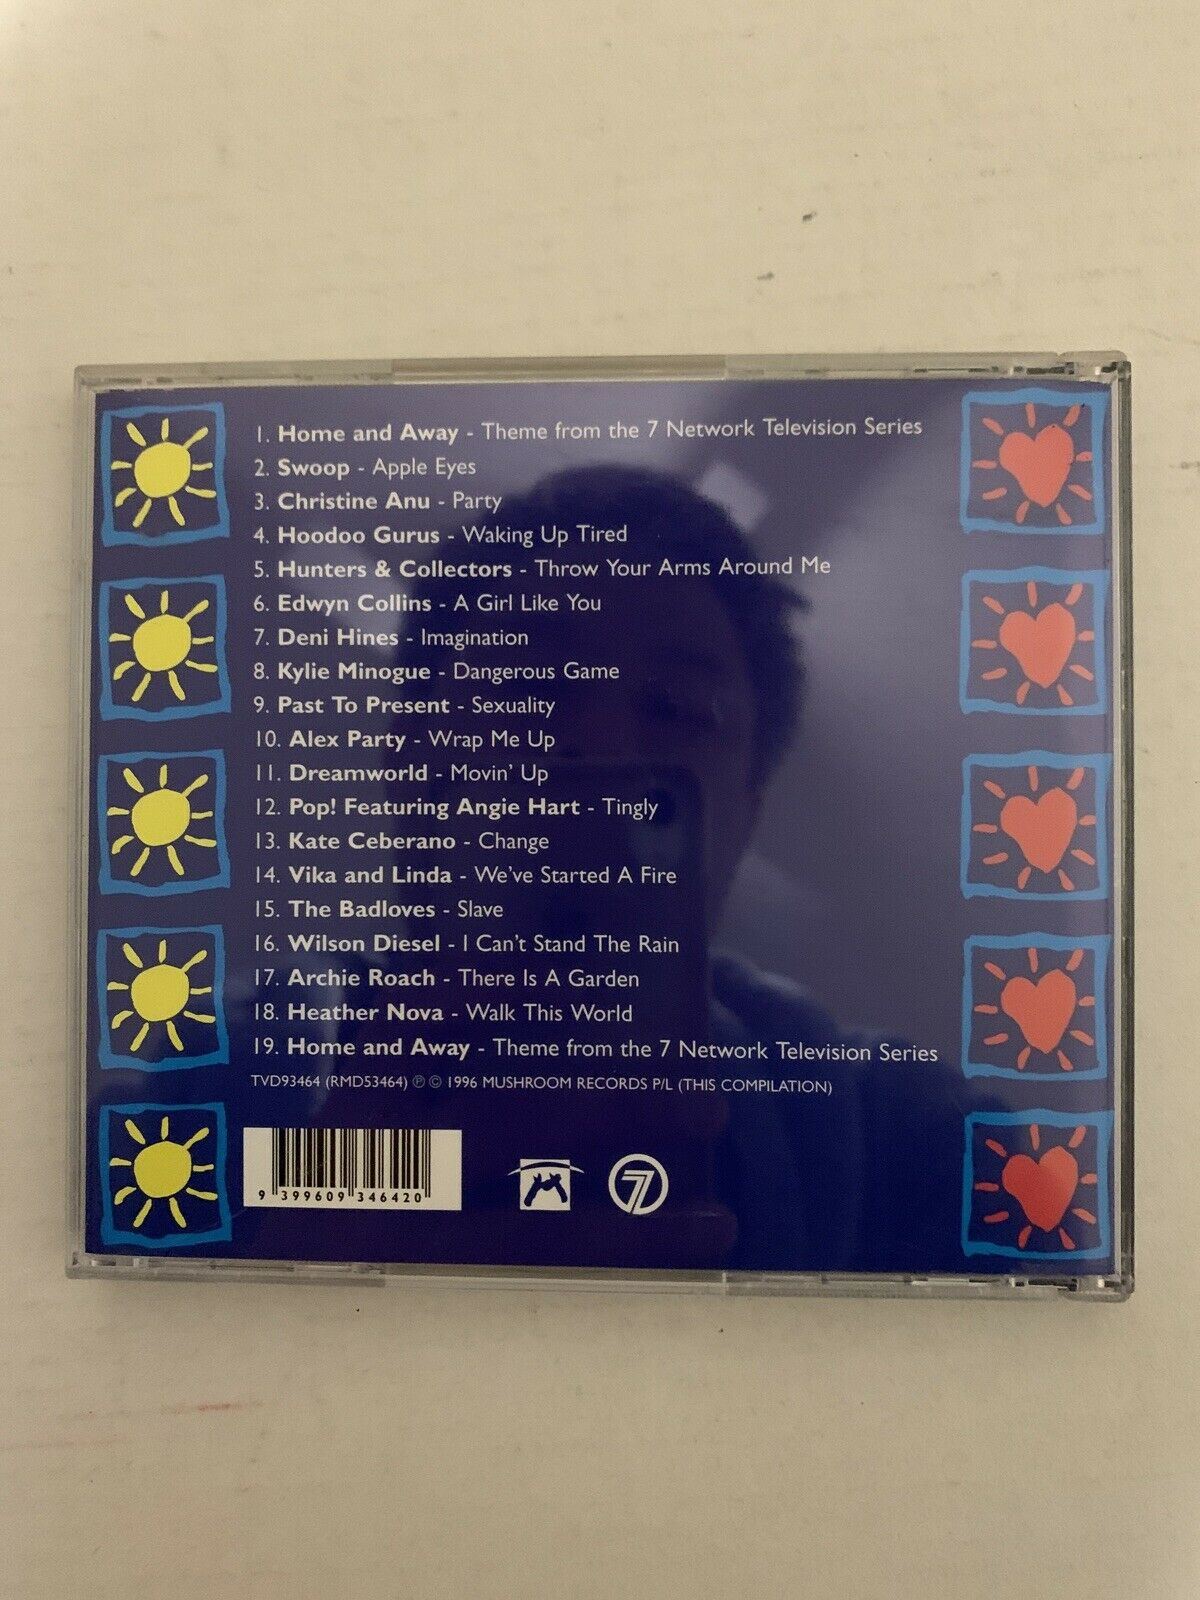 1. Home and Away - Theme from the 7 Network Television Series
2. Swoop - Apple Eyes
3. Christine Anu - Party
4. Hoodoo Gurus - Waking Up Tired
5. Hunters & Collectors - Throw Your Arms Around Me
6. Edwyn Collins - A Girl Like You
7. Deni Hines - Imagination
8. Kylie Minogue - Dangerous Game
9. Past To Present - Sexuality
10. Alex Party - Wrap Me Up
11. Dreamworld - Movin' Up
12. Pop! Featuring Angie Hart - Tingly
13. Kate Ceberano - Change
14. Vika and Linda - We've Started A Fire
15. The Badloves - Slave
16. Wilson Diesel - I Can't Stand The Rain
17. Archie Roach - There Is A Garden
18. Heather Nova - Walk This World
19. Home and Away - Theme from the 7 Network Television Series
TVD93464 (RMD53464) ℗ © 1996 MUSHROOM RECORDS P/L (THIS COMPILATION)
9 399609 346420
7